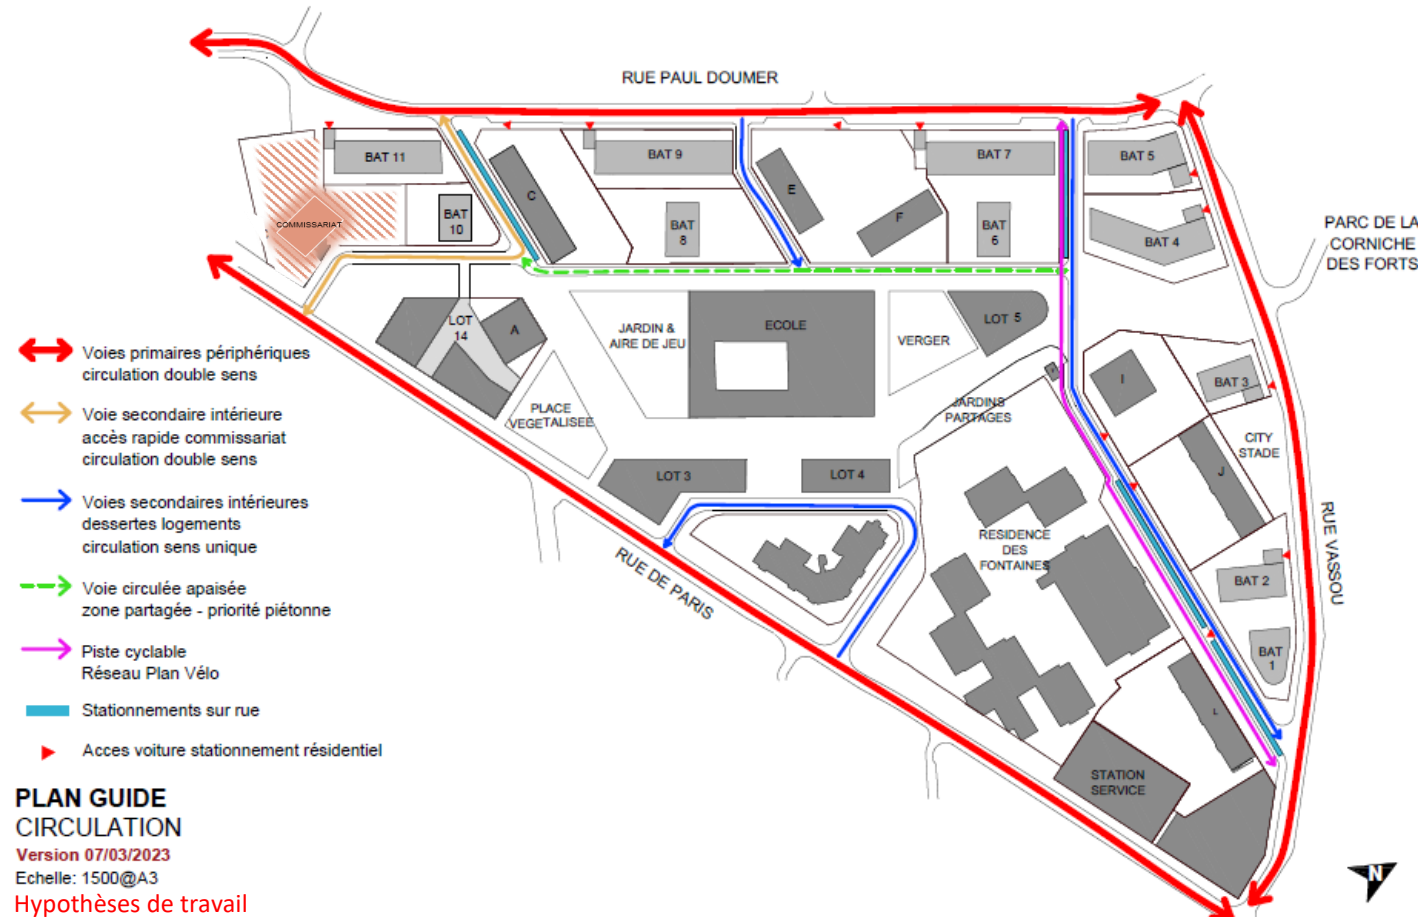 RUE PAUL DOUMER
BAT 11
BAT 9
BAT 7
BAT 5
C
E
F
BAT
10
BAT
8
BAT
6
BAT 4
COMMISSARIAT
PARC DE LA
CORNICHE
DES FORTS
LOT
14
A
JARDIN &
AIRE DE JEU
ECOLE
VERGER
LOT 5
PLACE
VEGETALISEE
JARDINS
PARTAGES
I
BAT 3
CITY
STADE
J
LOT 3
LOT 4
RESIDENCE
DES
FONTAINES
BAT 2
BAT
1
L
RUE VASSOU
RUE DE PARIS
STATION
SERVICE
Voies primaires périphériques
circulation double sens
Voie secondaire intérieure
accès rapide commissariat
circulation double sens
Voies secondaires intérieures
dessertes logements
circulation sens unique
Voie circulée apaisée
zone partagée - priorité piétonne
Piste cyclable
Réseau Plan Vélo
Stationnements sur rue
Acces voiture stationnement résidentiel
PLAN GUIDE
CIRCULATION
Version 07/03/2023
Echelle: 1500@A3
Hypothèses de travail
N